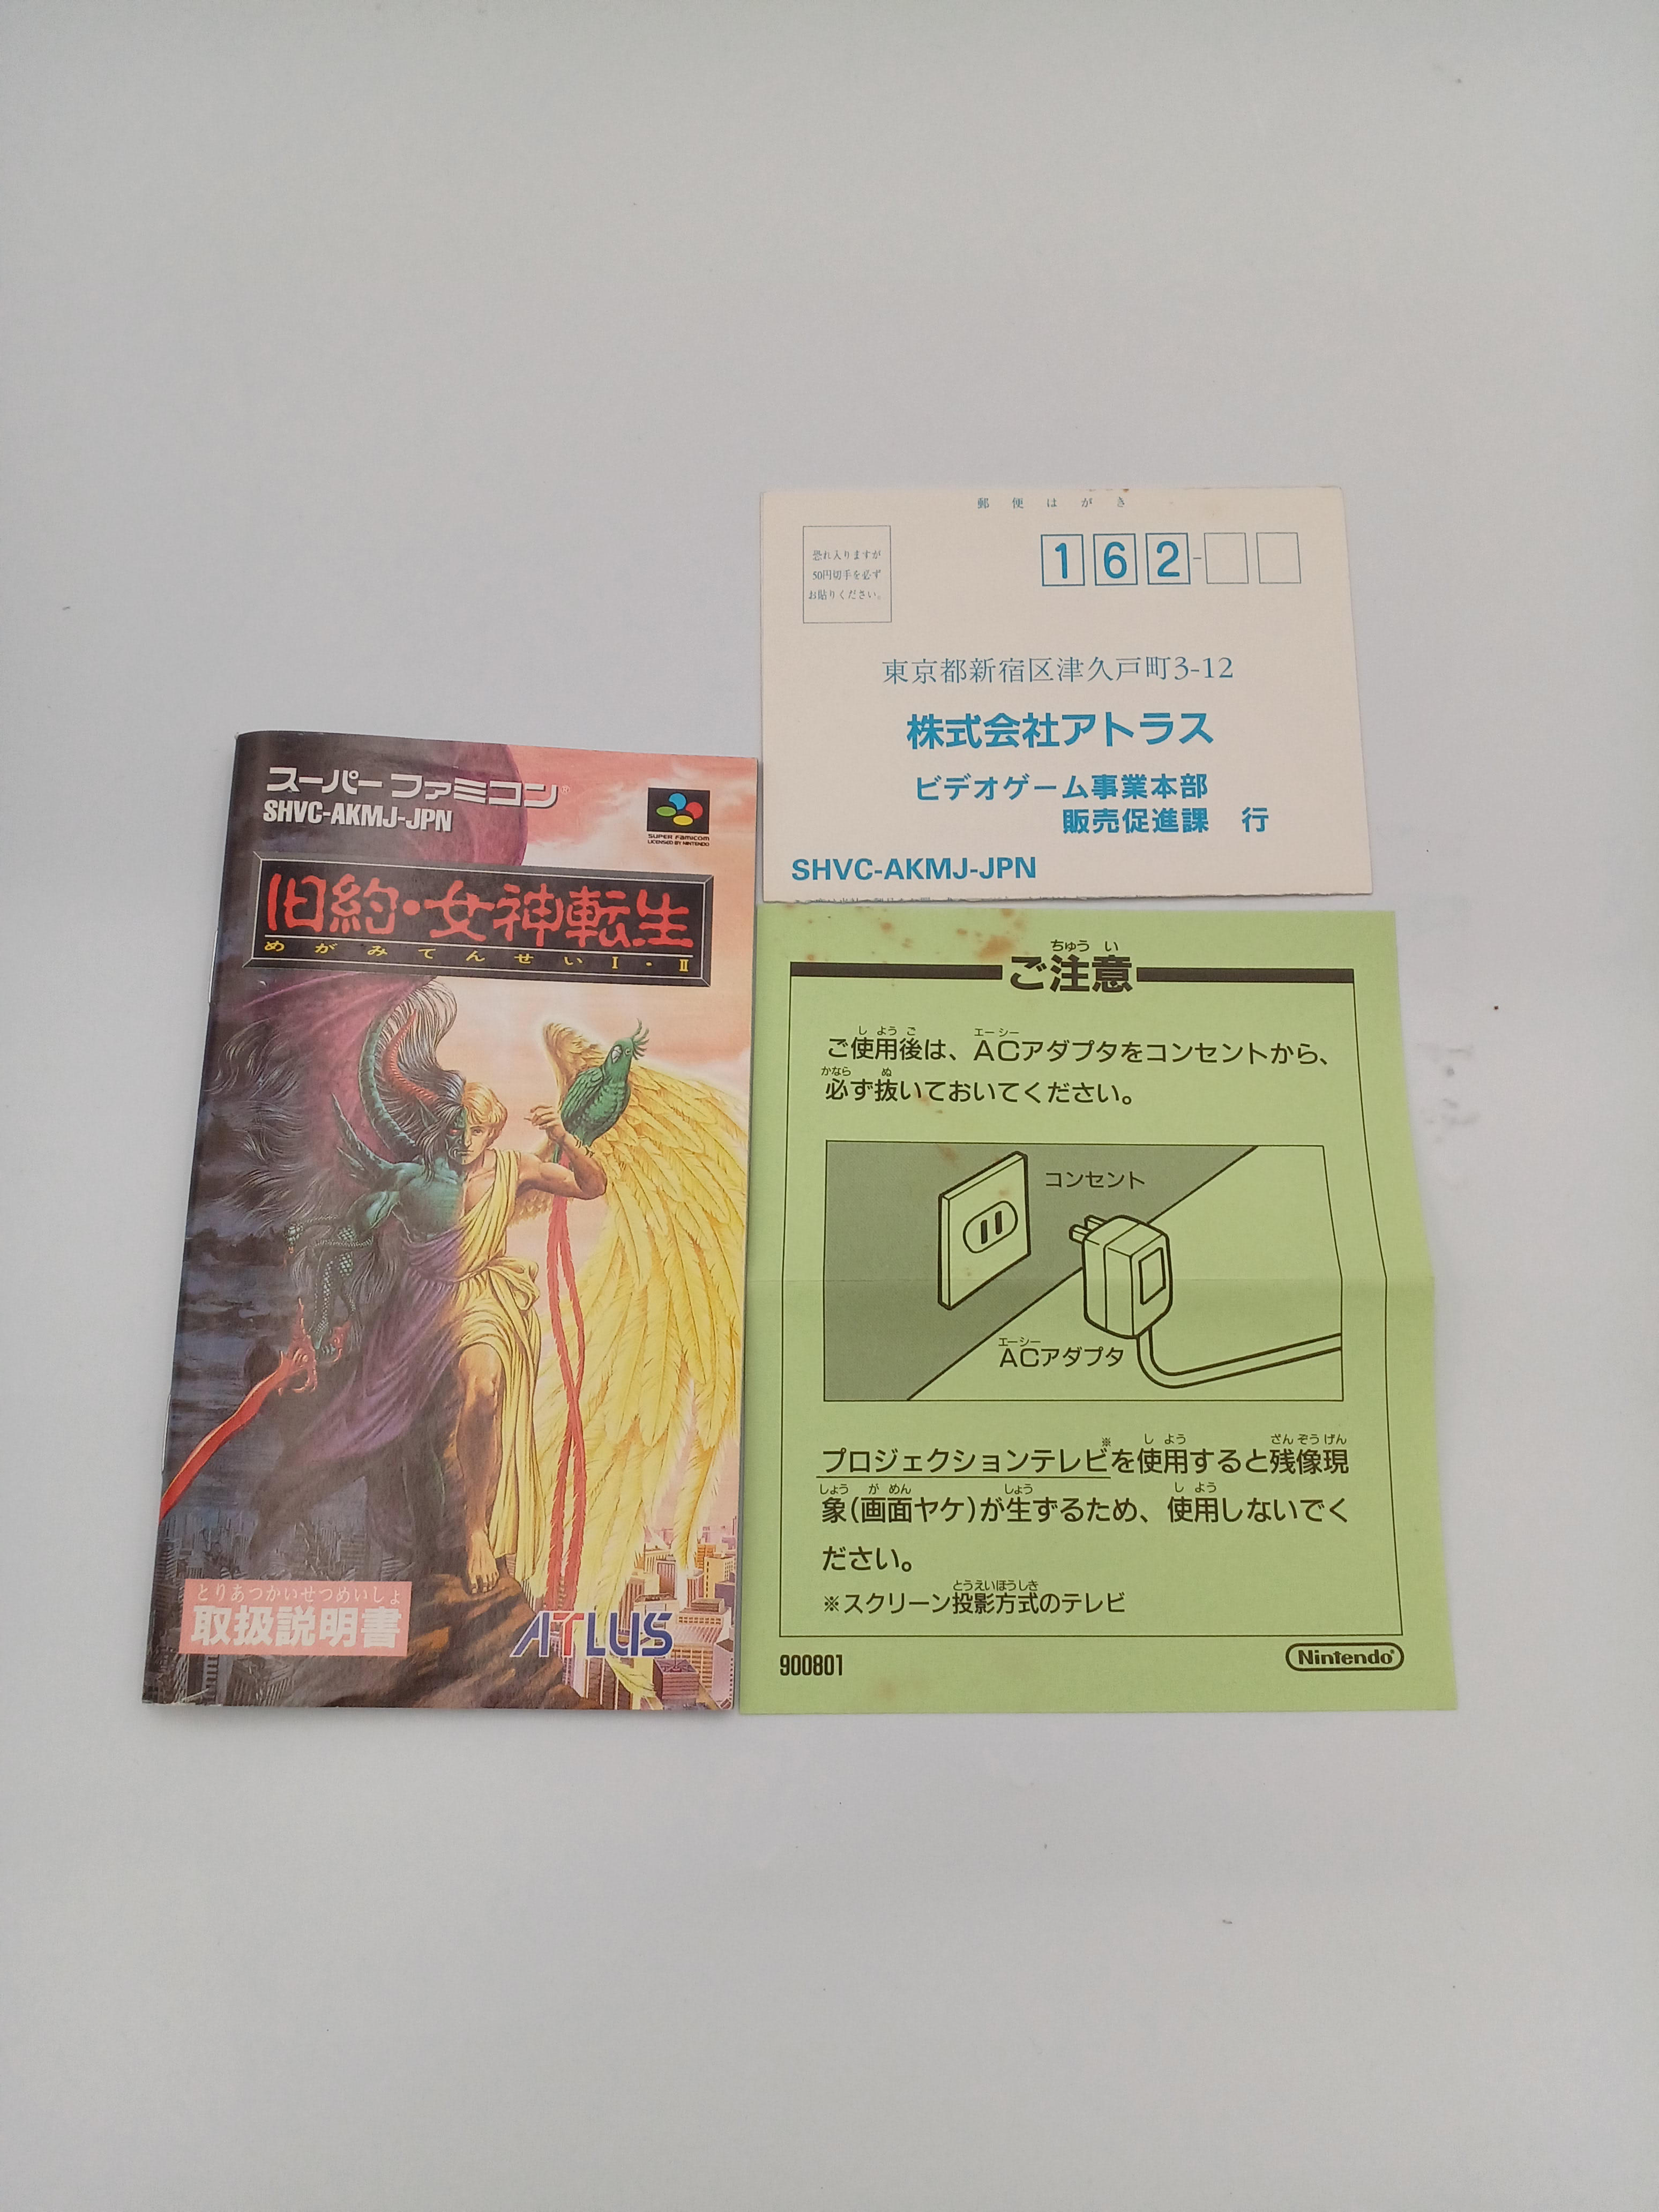 スーパーファミコン®
SHVC-AKMJ-JPN
SUPER FAMICOM
LICENSED BY NINTENDO
旧約・女神転生
めがみてんせいⅠ・Ⅱ
とりあつかいせつめいしょ
取扱説明書
ATLUS
郵便はがき
恐れ入りますが
50円切手を必ず
お貼りください。
162-
東京都新宿区津久戸町3-12
株式会社アトラス
ビデオゲーム事業本部
販売促進課 行
SHVC-AKMJ-JPN
ちゅうい
ご注意
しようご エーシー
ご使用後は、ACアダプタをコンセントから、
かなら ぬ
必ず抜いておいてください。
コンセント
エーシー
ACアダプタ
※ しよう ざんぞうげん
プロジェクションテレビを使用すると残像現
しょう がめん しょう しよう
象(画面ヤケ)が生ずるため、使用しないでく
ださい。
とうえいほうしき
※スクリーン投影方式のテレビ
900801
Nintendo®